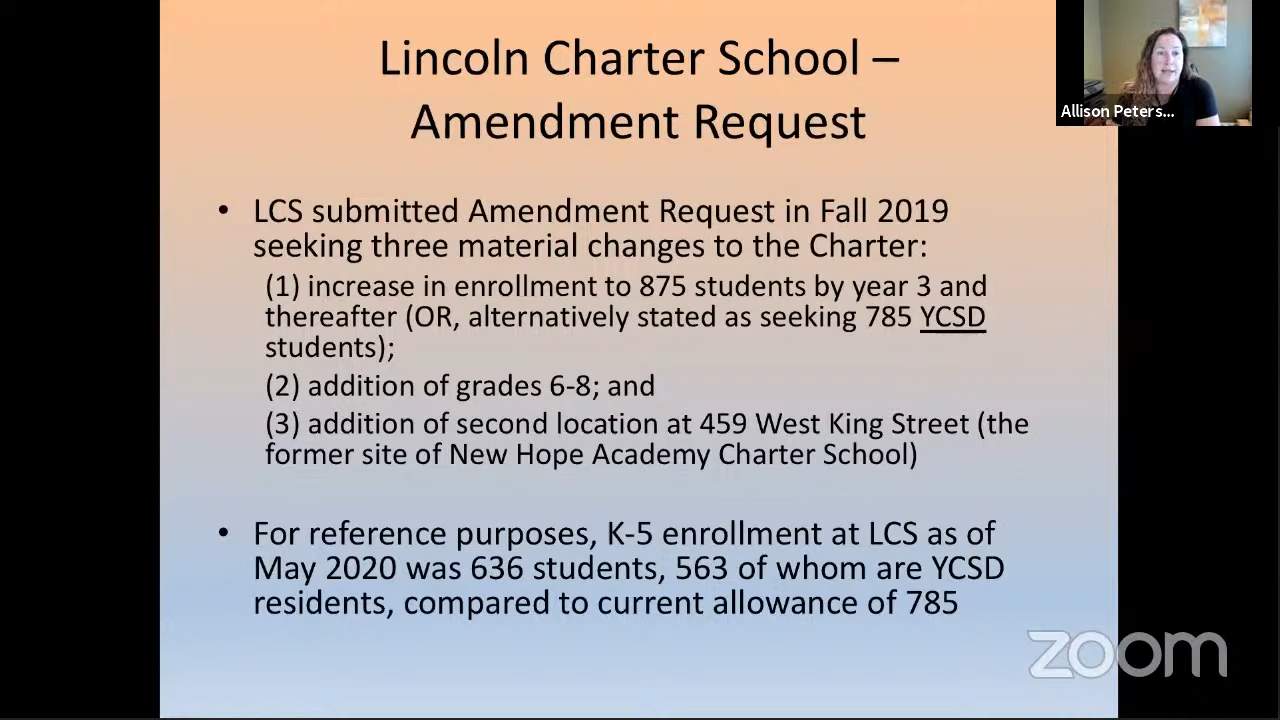 Lincoln Charter School –
Amendment Request
Allison Peters...
• LCS submitted Amendment Request in Fall 2019
seeking three material changes to the Charter:
(1) increase in enrollment to 875 students by year 3 and
thereafter (OR, alternatively stated as seeking 785 YCSD
students);
(2) addition of grades 6-8; and
(3) addition of second location at 459 West King Street (the
former site of New Hope Academy Charter School)
• For reference purposes, K-5 enrollment at LCS as of
May 2020 was 636 students, 563 of whom are YCSD
residents, compared to current allowance of 785
zoom